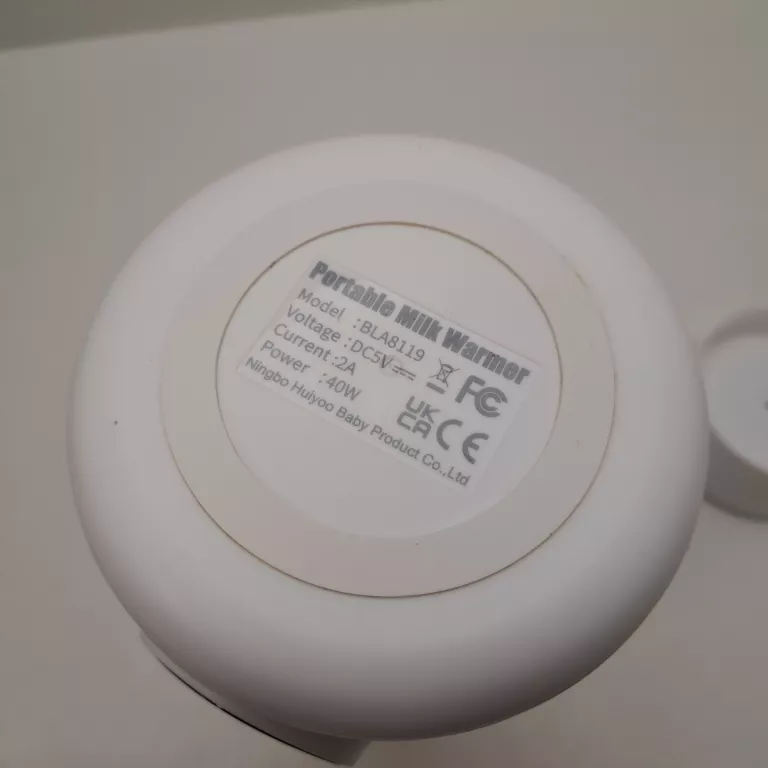 Portable Milk Warmer
Model :BLA8119
Voltage :DC5V⎓
Current :2A
Power :40W
FC
UK
CA CE
Ningbo Huiyoo Baby Product Co.,Ltd